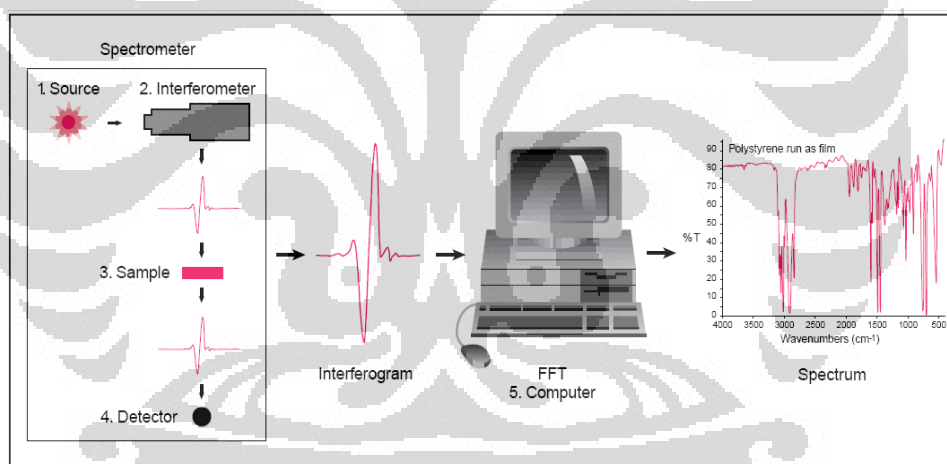 Spectrometer
1. Source
2. Interferometer
3. Sample
4. Detector
Interferogram
FFT
5. Computer
Polystyrene run as film
%T
90
80
70
60
50
40
30
20
10
0
4000 3500 3000 2500 2000 1500 1000 500
Wavenumbers (cm-1)
Spectrum